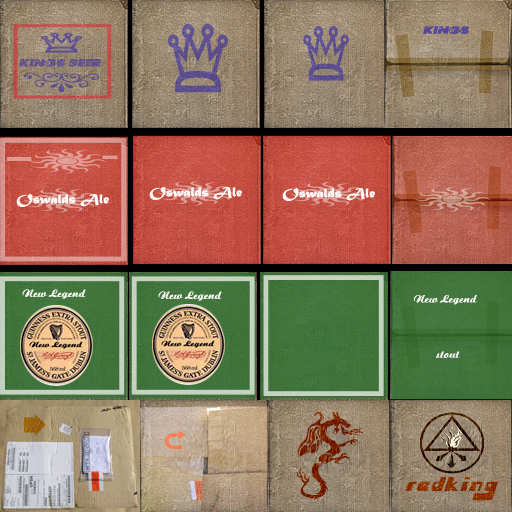 KINGS BEER
KINGS
Oswalds Ale
Oswalds Ale
Oswalds Ale
New Legend
GUINNESS EXTRA STOUT
New Legend
ST JAMES'S GATE DUBLIN
New Legend
GUINNESS EXTRA STOUT
New Legend
ST JAMES'S GATE DUBLIN
New Legend
stout
redking